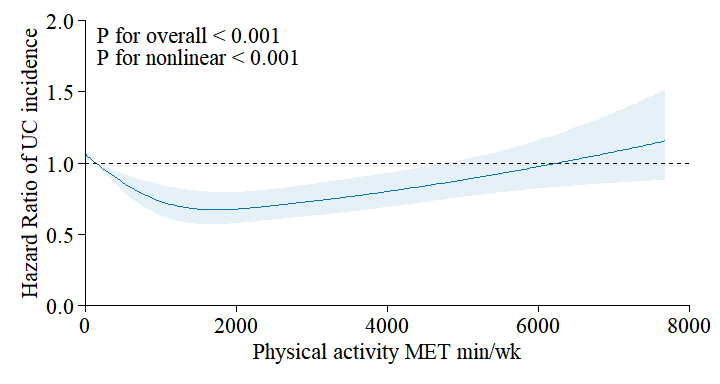 P for overall < 0.001
P for nonlinear < 0.001
Hazard Ratio of UC incidence
2.0
1.5
1.0
0.5
0.0
0 2000 4000 6000 8000
Physical activity MET min/wk